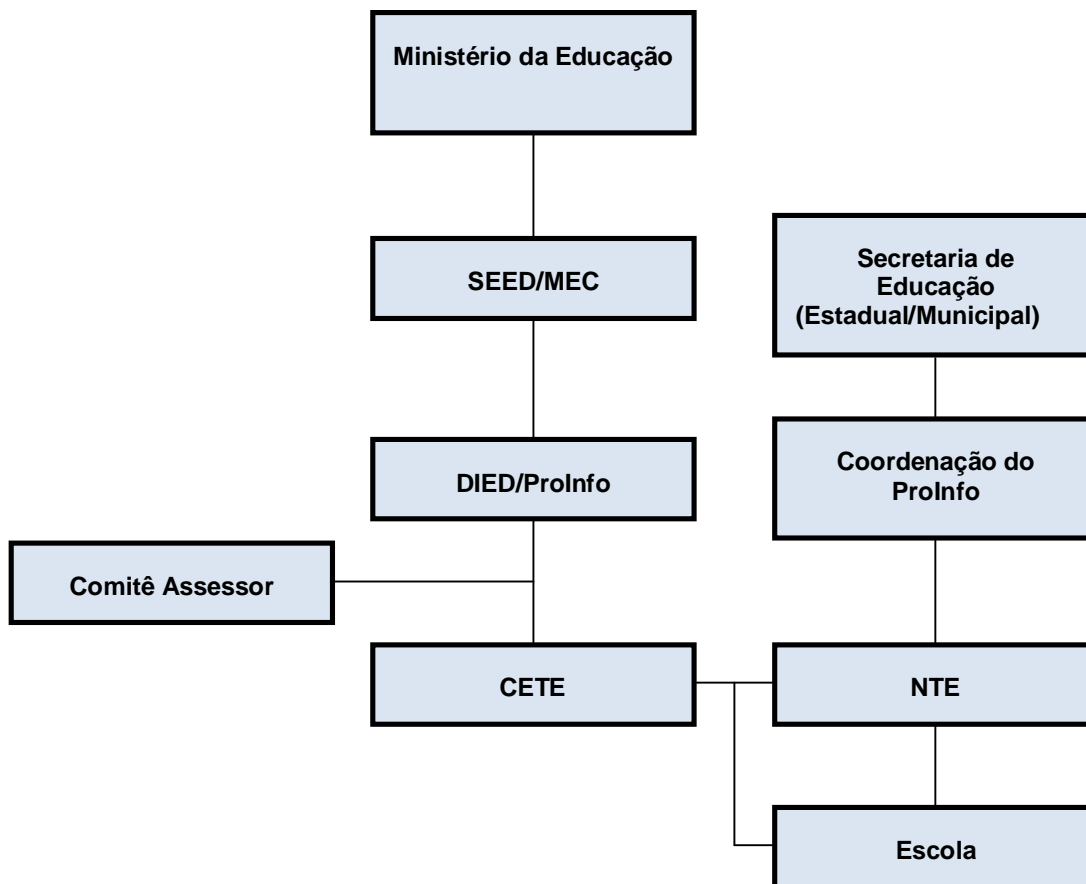 Ministério da Educação
SEED/MEC
Secretaria de
Educação
(Estadual/Municipal)
DIED/ProInfo
Coordenação do
ProInfo
Comitê Assessor
CETE
NTE
Escola